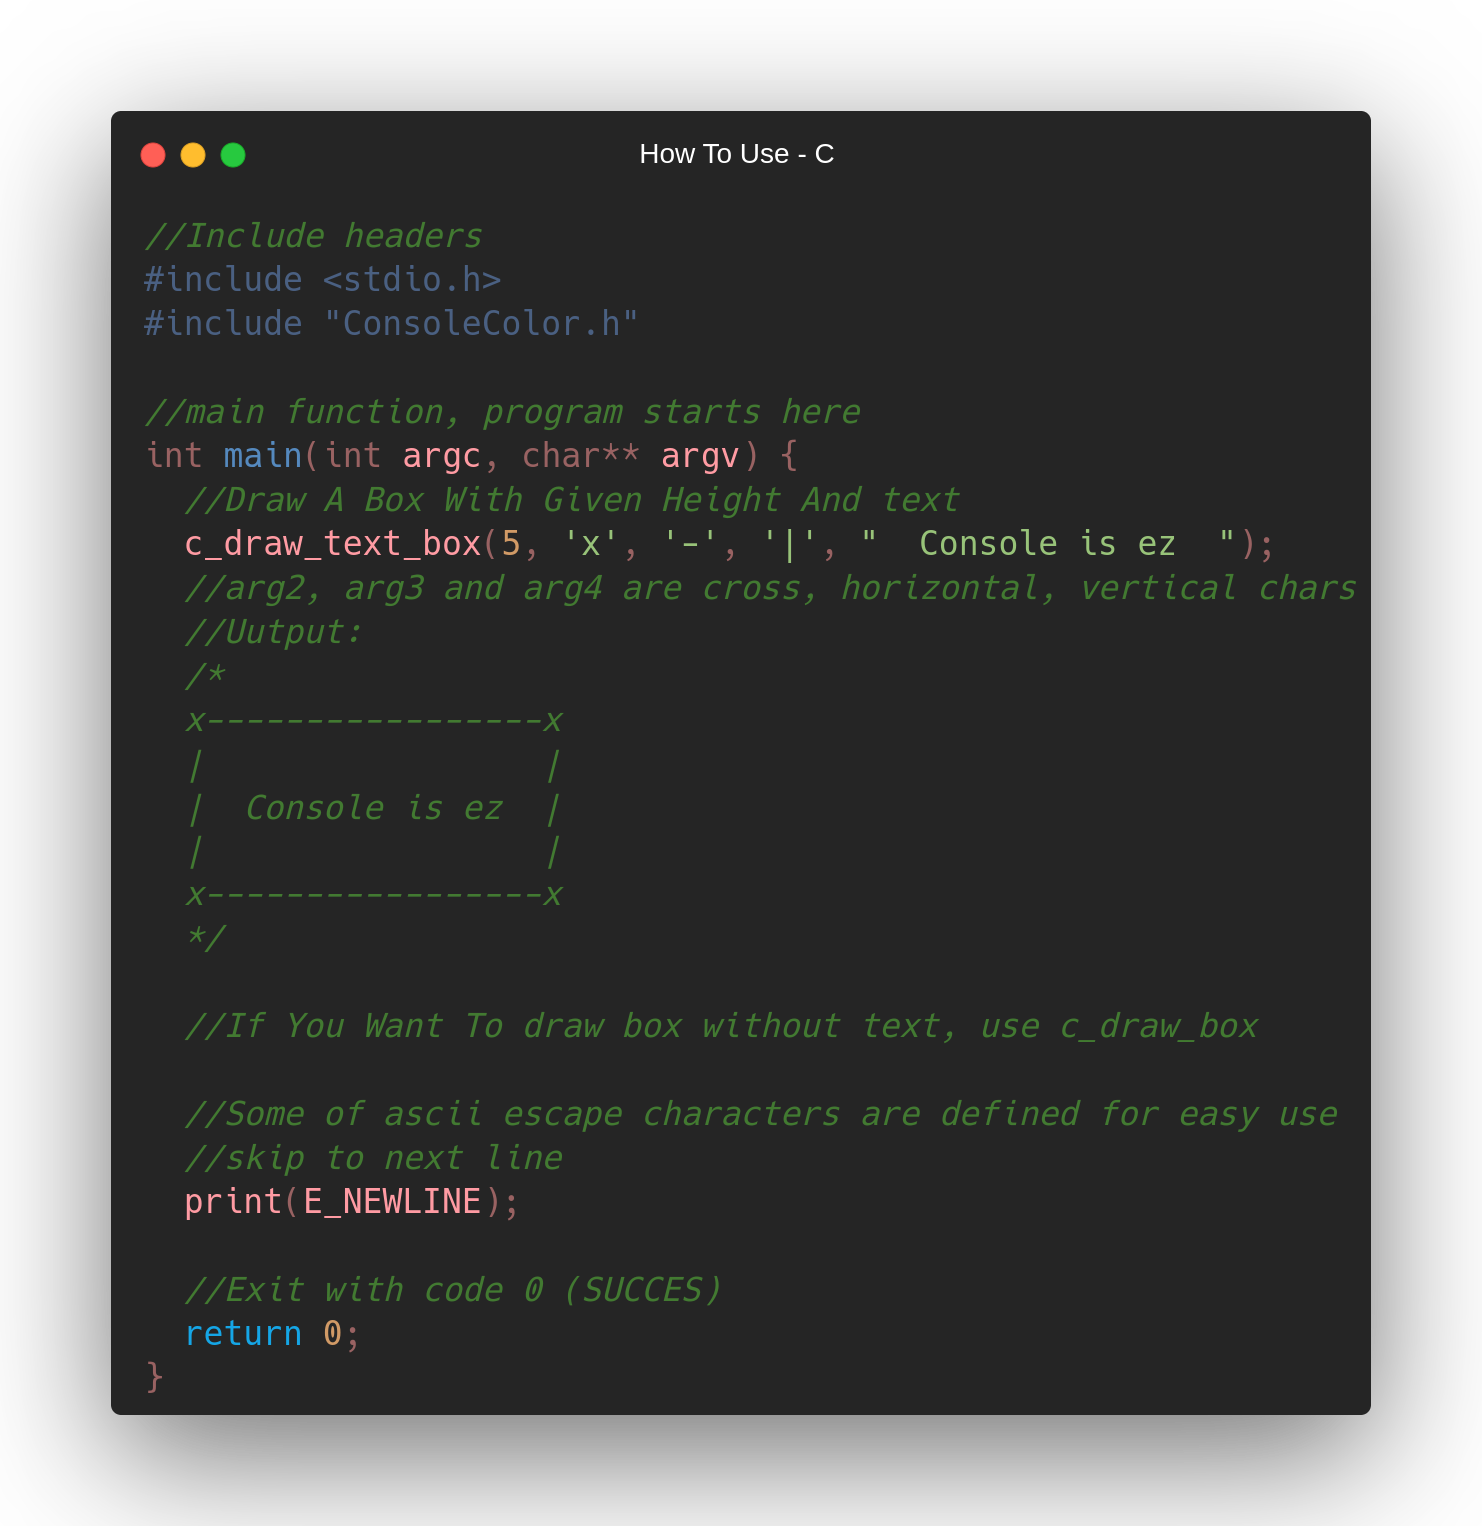 How To Use - C
//Include headers
#include <stdio.h>
#include "ConsoleColor.h"
//main function, program starts here
int main(int argc, char** argv) {
  //Draw A Box With Given Height And text
  c_draw_text_box(5, 'x', '-', '|', "  Console is ez  ");
  //arg2, arg3 and arg4 are cross, horizontal, vertical chars
  //Uutput:
  /*
  x-----------------x
  |                 |
  |  Console is ez  |
  |                 |
  x-----------------x
  */
  //If You Want To draw box without text, use c_draw_box
  //Some of ascii escape characters are defined for easy use
  //skip to next line
  print(E_NEWLINE);
  //Exit with code 0 (SUCCES)
  return 0;
}